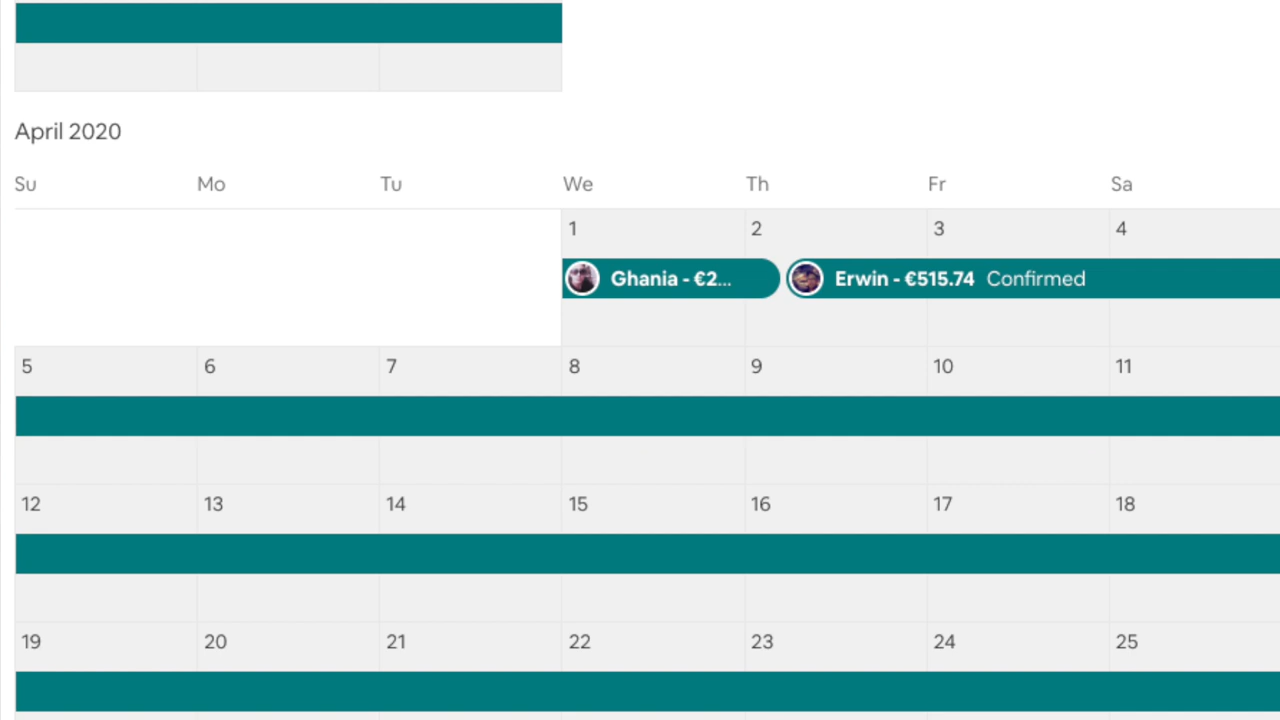 April 2020
Su Mo Tu We Th Fr Sa
1 2 3 4
Ghania - €2... Erwin - €515.74 Confirmed
5 6 7 8 9 10 11
12 13 14 15 16 17 18
19 20 21 22 23 24 25